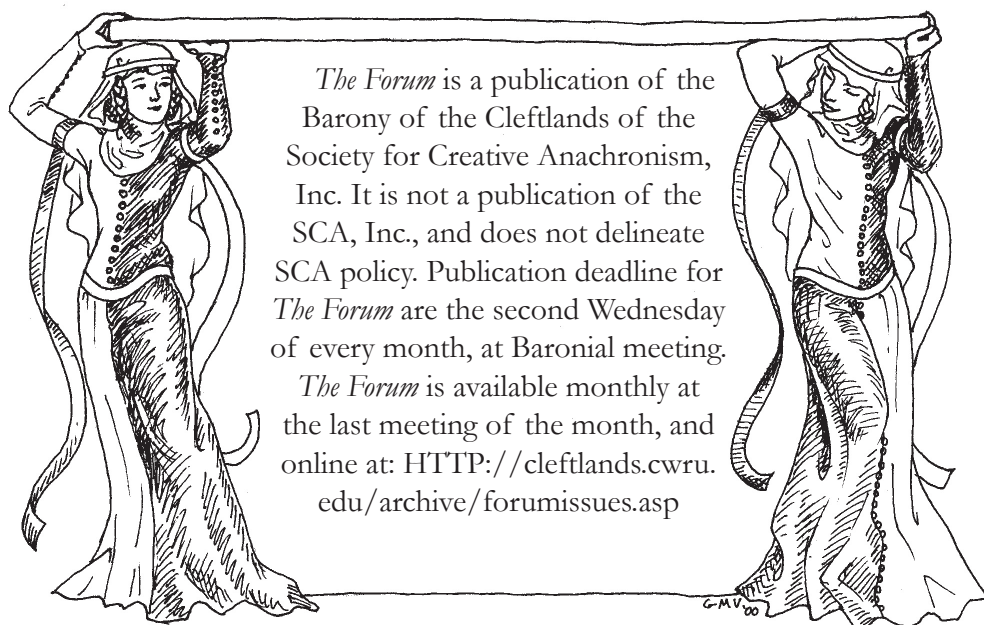 The Forum is a publication of the
Barony of the Cleftlands of the
Society for Creative Anachronism,
Inc. It is not a publication of the
SCA, Inc., and does not delineate
SCA policy. Publication deadline for
The Forum are the second Wednesday
of every month, at Baronial meeting.
The Forum is available monthly at
the last meeting of the month, and
online at: HTTP://cleftlands.cwru.
edu/archive/forumissues.asp
GMV '00